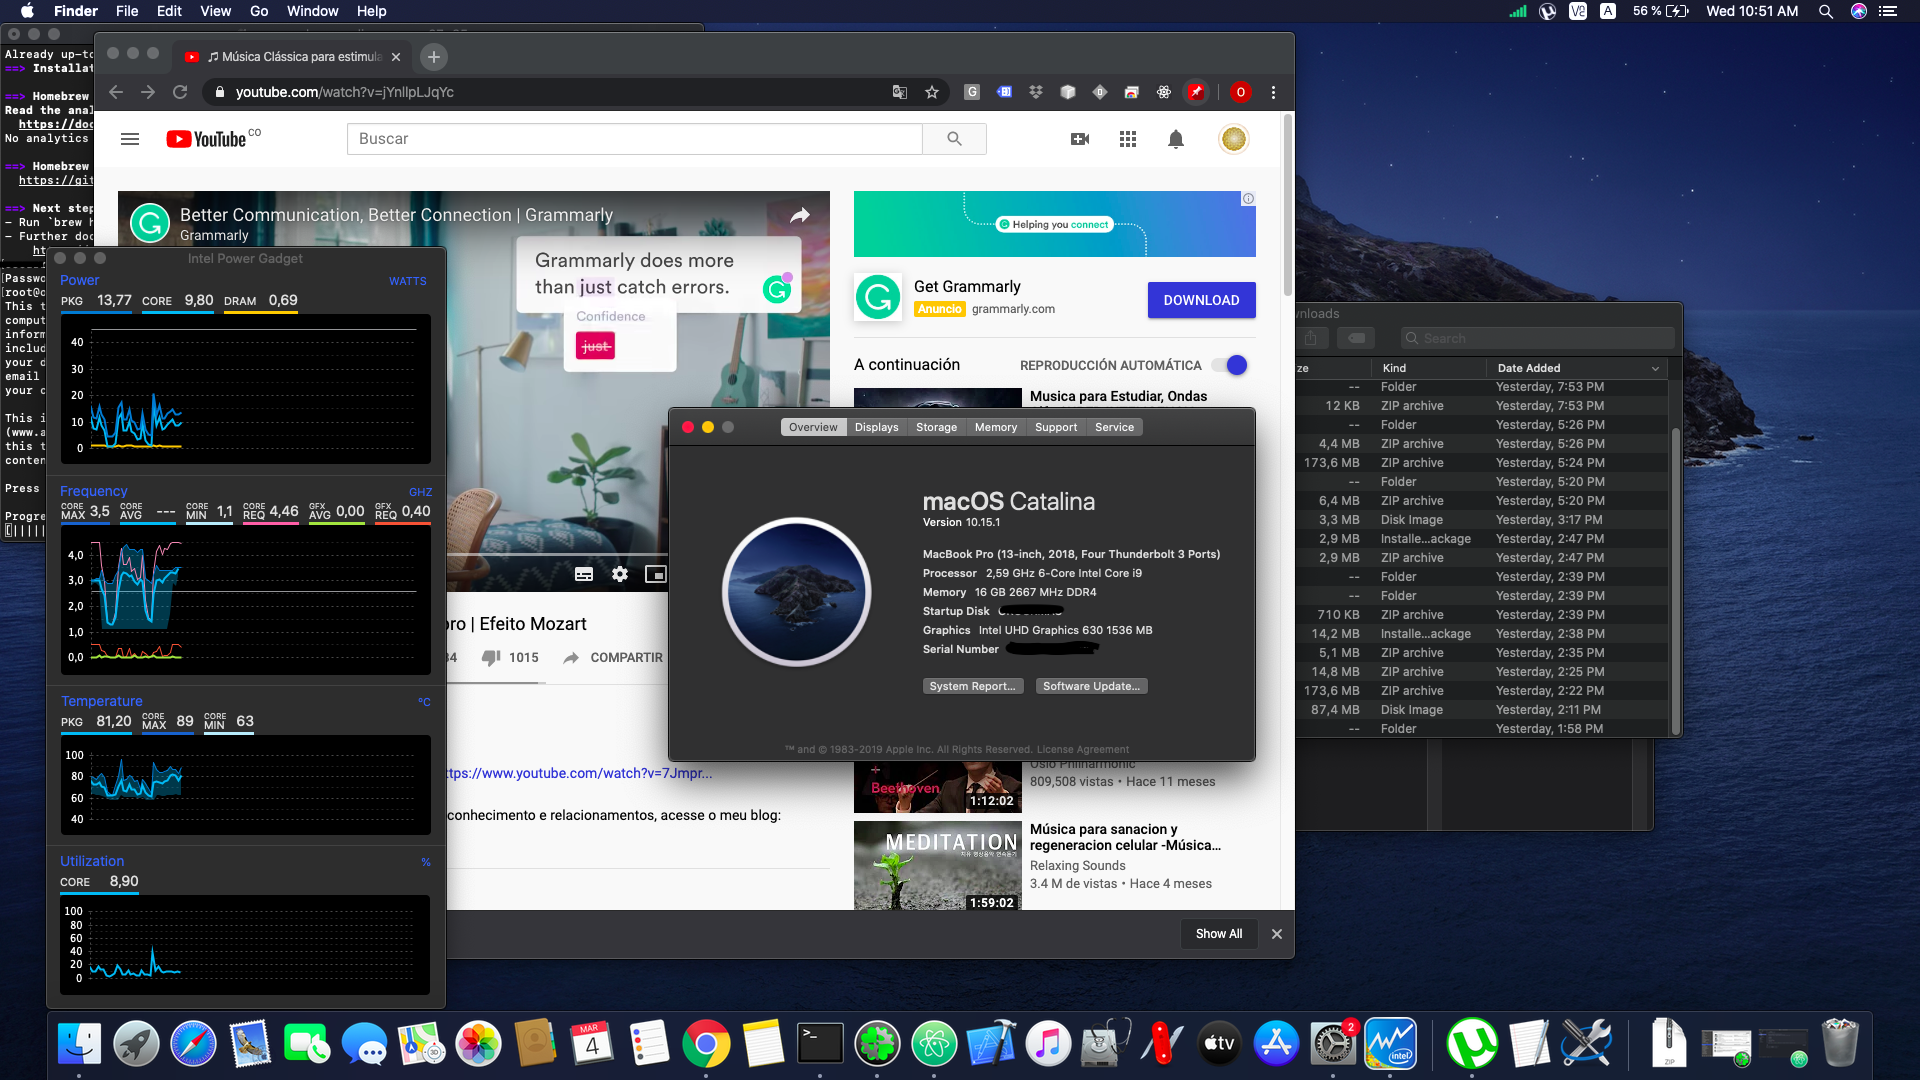 Finder File Edit View Go Window Help
56 % Wed 10:51 AM
Already up-to
==> Installat
==> Homebrew
Read the anal
https://doc
No analytics
==> Homebrew
https://git
==> Next step
- Run `brew h
- Further doc
Música Clássica para estimula
youtube.com/watch?v=jYnllpLJqYc
YouTube CO
Buscar
Better Communication, Better Connection | Grammarly
Grammarly
Grammarly does more
than just catch errors.
Confidence
just
Helping you connect
Get Grammarly
Anuncio grammarly.com
DOWNLOAD
A continuación
REPRODUCCIÓN AUTOMÁTICA
Musica para Estudiar, Ondas
Intel Power Gadget
Power WATTS
PKG 13,77 CORE 9,80 DRAM 0,69
40
30
20
10
0
Frequency GHZ
CORE MAX 3,5 CORE AVG --- CORE MIN 1,1 CORE REQ 4,46 GFX AVG 0,00 GFX REQ 0,40
4,0
3,0
2,0
1,0
0,0
Temperature °C
PKG 81,20 CORE MAX 89 CORE MIN 63
100
80
60
40
Utilization %
CORE 8,90
100
80
60
40
20
0
[Passwo
[root@c
This t
comput
inform
includ
your d
email
your c
This i
(www.a
this t
conten
Press
Progre
[|||||
Overview Displays Storage Memory Support Service
macOS Catalina
Version 10.15.1
MacBook Pro (13-inch, 2018, Four Thunderbolt 3 Ports)
Processor 2,59 GHz 6-Core Intel Core i9
Memory 16 GB 2667 MHz DDR4
Startup Disk
Graphics Intel UHD Graphics 630 1536 MB
Serial Number
System Report... Software Update...
™ and © 1983-2019 Apple Inc. All Rights Reserved. License Agreement
bro | Efeito Mozart
34 1015 COMPARTIR
ttps://www.youtube.com/watch?v=7Jmpr...
conhecimento e relacionamentos, acesse o meu blog:
Beethoven
1:12:02
Oslo Philharmonic
809,508 vistas • Hace 11 meses
MEDITATION
1:59:02
Música para sanacion y
regeneracion celular -Música...
Relaxing Sounds
3.4 M de vistas • Hace 4 meses
Show All
wnloads
Search
ze Kind Date Added
-- Folder Yesterday, 7:53 PM
12 KB ZIP archive Yesterday, 7:53 PM
-- Folder Yesterday, 5:26 PM
4,4 MB ZIP archive Yesterday, 5:26 PM
173,6 MB ZIP archive Yesterday, 5:24 PM
-- Folder Yesterday, 5:20 PM
6,4 MB ZIP archive Yesterday, 5:20 PM
3,3 MB Disk Image Yesterday, 3:17 PM
2,9 MB Installe...ackage Yesterday, 2:47 PM
2,9 MB ZIP archive Yesterday, 2:47 PM
-- Folder Yesterday, 2:39 PM
-- Folder Yesterday, 2:39 PM
710 KB ZIP archive Yesterday, 2:39 PM
14,2 MB Installe...ackage Yesterday, 2:38 PM
5,1 MB ZIP archive Yesterday, 2:35 PM
14,8 MB ZIP archive Yesterday, 2:25 PM
173,6 MB ZIP archive Yesterday, 2:22 PM
87,4 MB Disk Image Yesterday, 2:11 PM
-- Folder Yesterday, 1:58 PM
MAR
4
tv
2
intel
ZIP